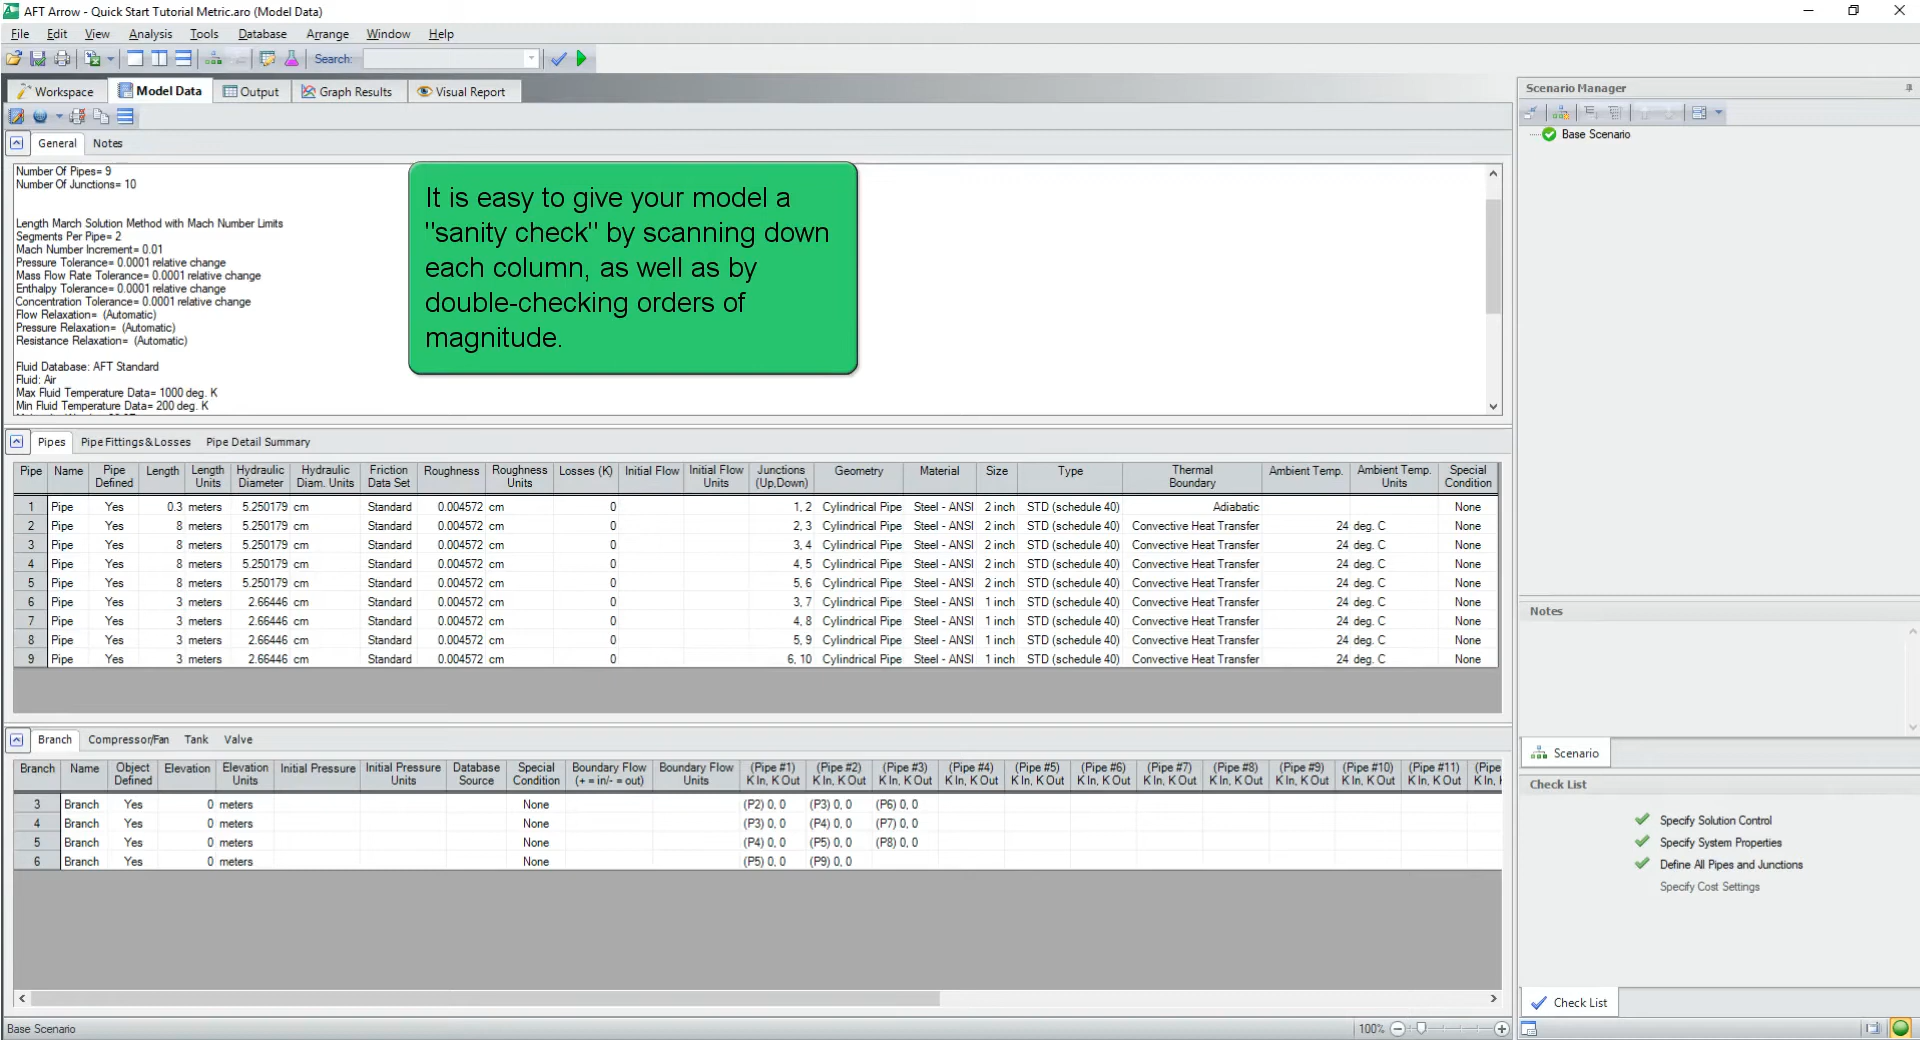 AFT Arrow - Quick Start Tutorial Metric.aro (Model Data)
File Edit View Analysis Tools Database Arrange Window Help
Search:
Workspace Model Data Output Graph Results Visual Report
General Notes
Number Of Pipes= 9
Number Of Junctions= 10
Length March Solution Method with Mach Number Limits
Segments Per Pipe= 2
Mach Number Increment= 0.01
Pressure Tolerance= 0.0001 relative change
Mass Flow Rate Tolerance= 0.0001 relative change
Enthalpy Tolerance= 0.0001 relative change
Concentration Tolerance= 0.0001 relative change
Flow Relaxation= (Automatic)
Pressure Relaxation= (Automatic)
Resistance Relaxation= (Automatic)
Fluid Database: AFT Standard
Fluid: Air
Max Fluid Temperature Data= 1000 deg. K
Min Fluid Temperature Data= 200 deg. K
It is easy to give your model a
"sanity check" by scanning down
each column, as well as by
double-checking orders of
magnitude.
Pipes Pipe Fittings & Losses Pipe Detail Summary
Pipe Name Pipe Defined Length Length Units Hydraulic Diameter Hydraulic Diam. Units Friction Data Set Roughness Roughness Units Losses (K) Initial Flow Initial Flow Units Junctions (Up,Down) Geometry Material Size Type Thermal Boundary Ambient Temp. Ambient Temp. Units Special Condition
1 Pipe Yes 0.3 meters 5.250179 cm Standard 0.004572 cm 0 1, 2 Cylindrical Pipe Steel - ANSI 2 inch STD (schedule 40) Adiabatic None
2 Pipe Yes 8 meters 5.250179 cm Standard 0.004572 cm 0 2, 3 Cylindrical Pipe Steel - ANSI 2 inch STD (schedule 40) Convective Heat Transfer 24 deg. C None
3 Pipe Yes 8 meters 5.250179 cm Standard 0.004572 cm 0 3, 4 Cylindrical Pipe Steel - ANSI 2 inch STD (schedule 40) Convective Heat Transfer 24 deg. C None
4 Pipe Yes 8 meters 5.250179 cm Standard 0.004572 cm 0 4, 5 Cylindrical Pipe Steel - ANSI 2 inch STD (schedule 40) Convective Heat Transfer 24 deg. C None
5 Pipe Yes 8 meters 5.250179 cm Standard 0.004572 cm 0 5, 6 Cylindrical Pipe Steel - ANSI 2 inch STD (schedule 40) Convective Heat Transfer 24 deg. C None
6 Pipe Yes 3 meters 2.66446 cm Standard 0.004572 cm 0 3, 7 Cylindrical Pipe Steel - ANSI 1 inch STD (schedule 40) Convective Heat Transfer 24 deg. C None
7 Pipe Yes 3 meters 2.66446 cm Standard 0.004572 cm 0 4, 8 Cylindrical Pipe Steel - ANSI 1 inch STD (schedule 40) Convective Heat Transfer 24 deg. C None
8 Pipe Yes 3 meters 2.66446 cm Standard 0.004572 cm 0 5, 9 Cylindrical Pipe Steel - ANSI 1 inch STD (schedule 40) Convective Heat Transfer 24 deg. C None
9 Pipe Yes 3 meters 2.66446 cm Standard 0.004572 cm 0 6, 10 Cylindrical Pipe Steel - ANSI 1 inch STD (schedule 40) Convective Heat Transfer 24 deg. C None
Branch Compressor/Fan Tank Valve
Branch Name Object Defined Elevation Elevation Units Initial Pressure Initial Pressure Units Database Source Special Condition Boundary Flow (+ = in/- = out) Boundary Flow Units (Pipe #1) K In, K Out (Pipe #2) K In, K Out (Pipe #3) K In, K Out (Pipe #4) K In, K Out (Pipe #5) K In, K Out (Pipe #6) K In, K Out (Pipe #7) K In, K Out (Pipe #8) K In, K Out (Pipe #9) K In, K Out (Pipe #10) K In, K Out (Pipe #11) K In, K Out (Pipe K In,
3 Branch Yes 0 meters None (P2) 0, 0 (P3) 0, 0 (P6) 0, 0
4 Branch Yes 0 meters None (P3) 0, 0 (P4) 0, 0 (P7) 0, 0
5 Branch Yes 0 meters None (P4) 0, 0 (P5) 0, 0 (P8) 0, 0
6 Branch Yes 0 meters None (P5) 0, 0 (P9) 0, 0
Base Scenario 100%
Scenario Manager
Base Scenario
Notes
Scenario
Check List
Specify Solution Control
Specify System Properties
Define All Pipes and Junctions
Specify Cost Settings
Check List